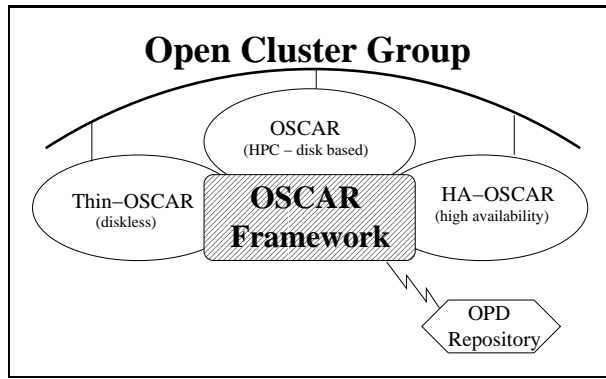 Open Cluster Group
OSCAR
(HPC – disk based)
Thin–OSCAR
(diskless)
OSCAR
Framework
HA–OSCAR
(high availability)
OPD
Repository